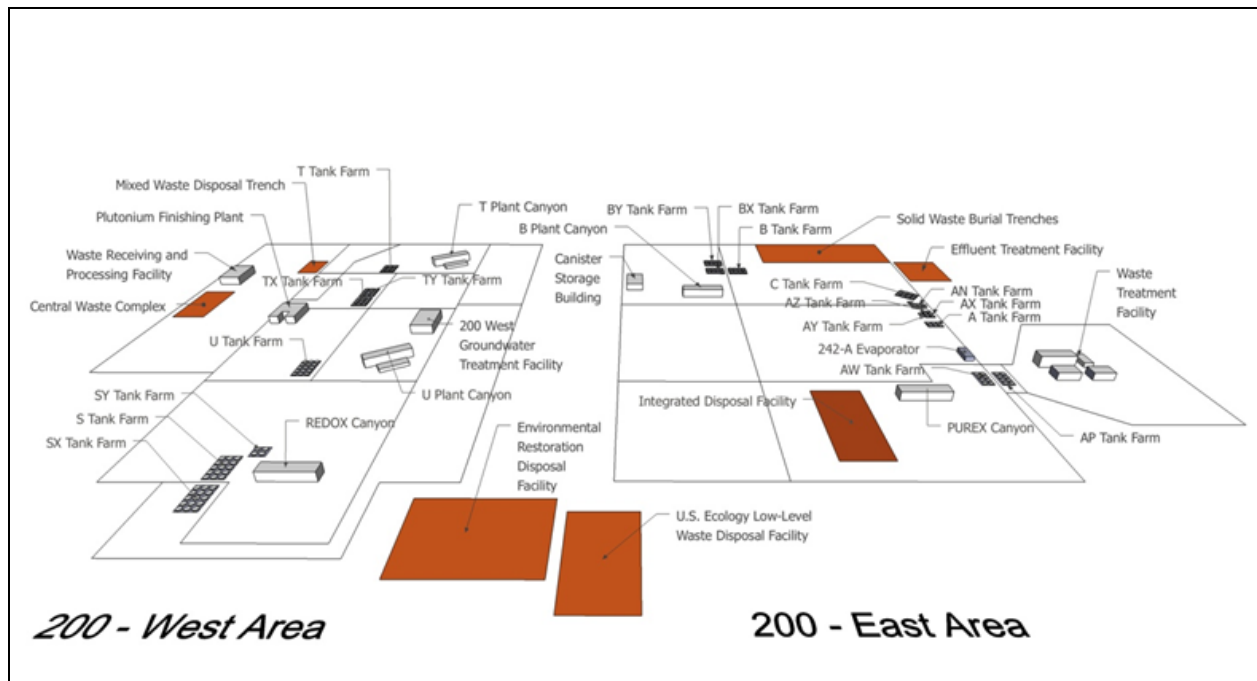 T Tank Farm
Mixed Waste Disposal Trench
Plutonium Finishing Plant
Waste Receiving and
Processing Facility
Central Waste Complex
TX Tank Farm
TY Tank Farm
T Plant Canyon
U Tank Farm
200 West
Groundwater
Treatment Facility
U Plant Canyon
SY Tank Farm
S Tank Farm
SX Tank Farm
REDOX Canyon
Environmental
Restoration
Disposal
Facility
U.S. Ecology Low-Level
Waste Disposal Facility
BY Tank Farm
BX Tank Farm
B Plant Canyon
B Tank Farm
Canister
Storage
Building
Solid Waste Burial Trenches
Effluent Treatment Facility
C Tank Farm
AN Tank Farm
AZ Tank Farm
AX Tank Farm
AY Tank Farm
A Tank Farm
Waste
Treatment
Facility
242-A Evaporator
AW Tank Farm
Integrated Disposal Facility
PUREX Canyon
AP Tank Farm
200 - West Area
200 - East Area